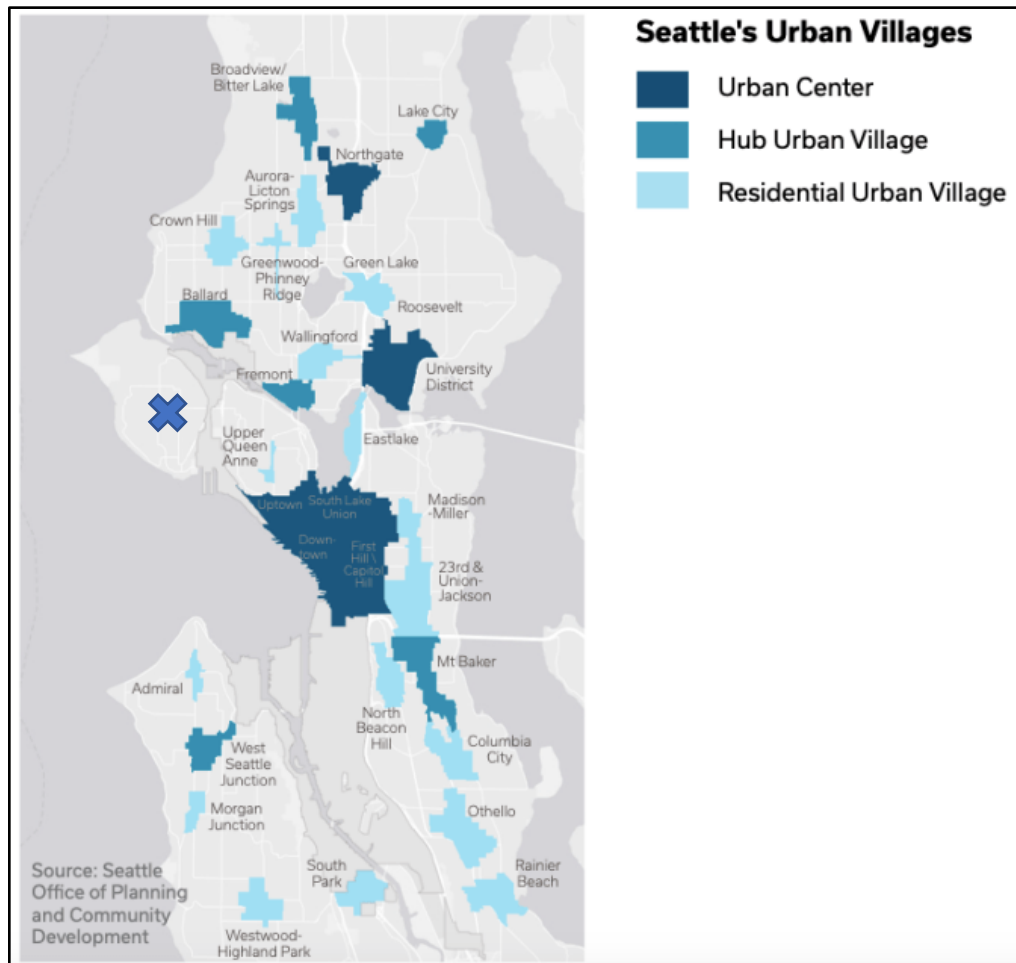 Seattle's Urban Villages
Urban Center
Hub Urban Village
Residential Urban Village
Broadview/
Bitter Lake
Lake City
Northgate
Aurora-
Licton
Springs
Crown Hill
Greenwood-
Phinney
Ridge
Green Lake
Roosevelt
Ballard
Wallingford
University
District
Fremont
Upper
Queen
Anne
Eastlake
Uptown
South Lake
Union
Madison
-Miller
Down-
town
First
Hill \
Capitol
Hill
23rd &
Union-
Jackson
Mt Baker
Admiral
North
Beacon
Hill
Columbia
City
West
Seattle
Junction
Morgan
Junction
Othello
South
Park
Rainier
Beach
Westwood-
Highland Park
Source: Seattle
Office of Planning
and Community
Development